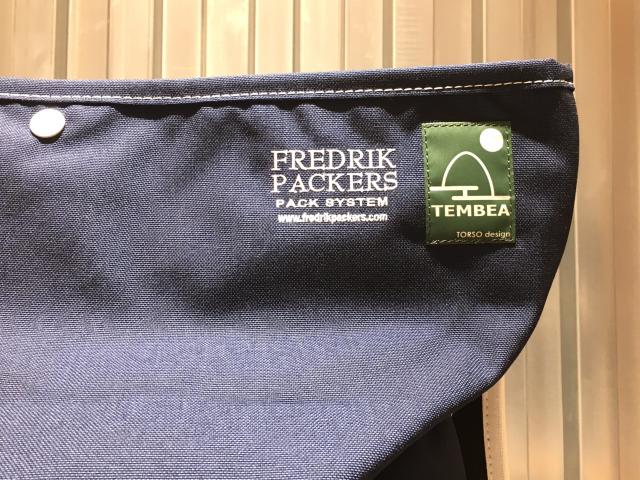 FREDRIK
PACKERS
PACK SYSTEM
www.fredrikpackers.com
TEMBEA
TORSO design